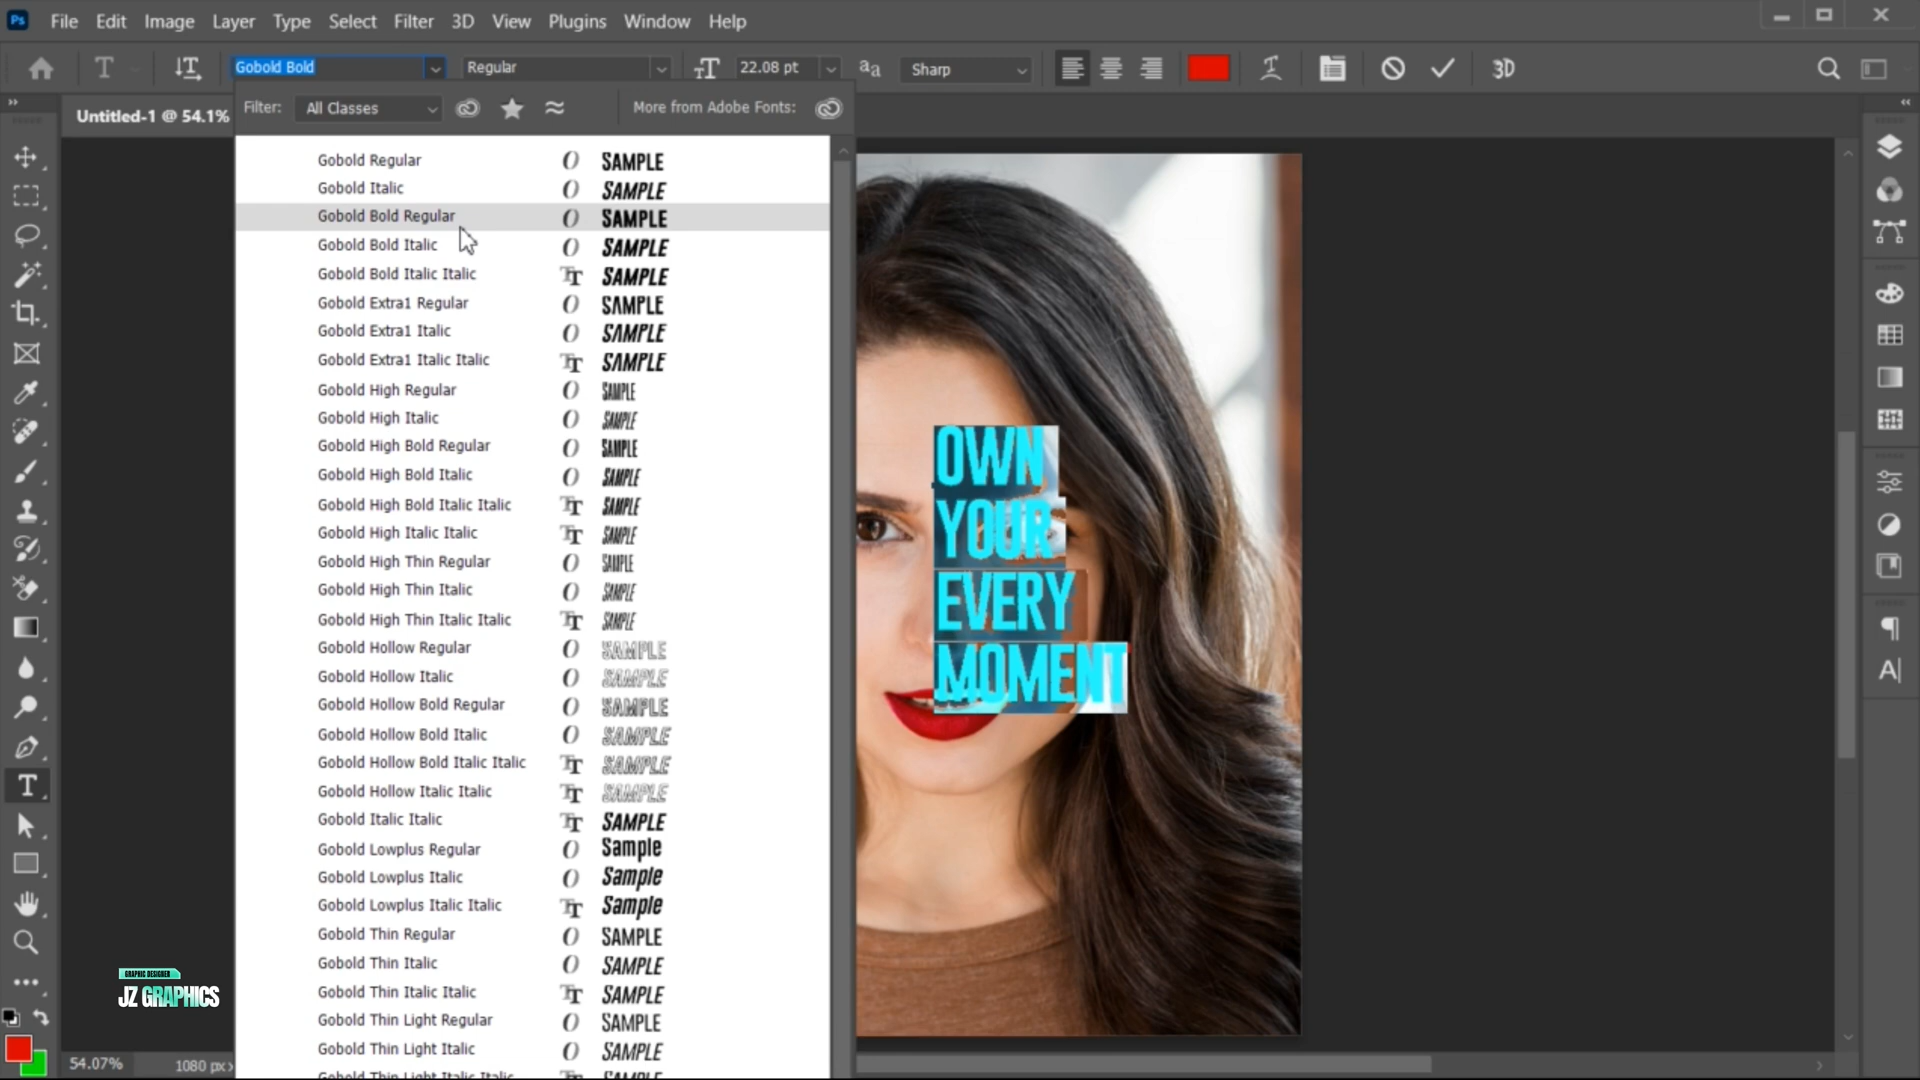 Ps File Edit Image Layer Type Select Filter 3D View Plugins Window Help
Gobold Bold Regular 22.08 pt aa Sharp 3D
Untitled-1 @ 54.1%
Filter: All Classes More from Adobe Fonts:
Gobold Regular SAMPLE
Gobold Italic SAMPLE
Gobold Bold Regular SAMPLE
Gobold Bold Italic SAMPLE
Gobold Bold Italic Italic SAMPLE
Gobold Extra1 Regular SAMPLE
Gobold Extra1 Italic SAMPLE
Gobold Extra1 Italic Italic SAMPLE
Gobold High Regular SAMPLE
Gobold High Italic SAMPLE
Gobold High Bold Regular SAMPLE
Gobold High Bold Italic SAMPLE
Gobold High Bold Italic Italic SAMPLE
Gobold High Italic Italic SAMPLE
Gobold High Thin Regular SAMPLE
Gobold High Thin Italic SAMPLE
Gobold High Thin Italic Italic SAMPLE
Gobold Hollow Regular SAMPLE
Gobold Hollow Italic SAMPLE
Gobold Hollow Bold Regular SAMPLE
Gobold Hollow Bold Italic SAMPLE
Gobold Hollow Bold Italic Italic SAMPLE
Gobold Hollow Italic Italic SAMPLE
Gobold Italic Italic SAMPLE
Gobold Lowplus Regular Sample
Gobold Lowplus Italic Sample
Gobold Lowplus Italic Italic Sample
Gobold Thin Regular SAMPLE
Gobold Thin Italic SAMPLE
Gobold Thin Italic Italic SAMPLE
Gobold Thin Light Regular SAMPLE
Gobold Thin Light Italic SAMPLE
Gobold Thin Light Italic Italic SAMPLE
OWN
YOUR
EVERY
MOMENT
GRAPHIC DESIGNER
JZ GRAPHICS
54.07% 1080 px